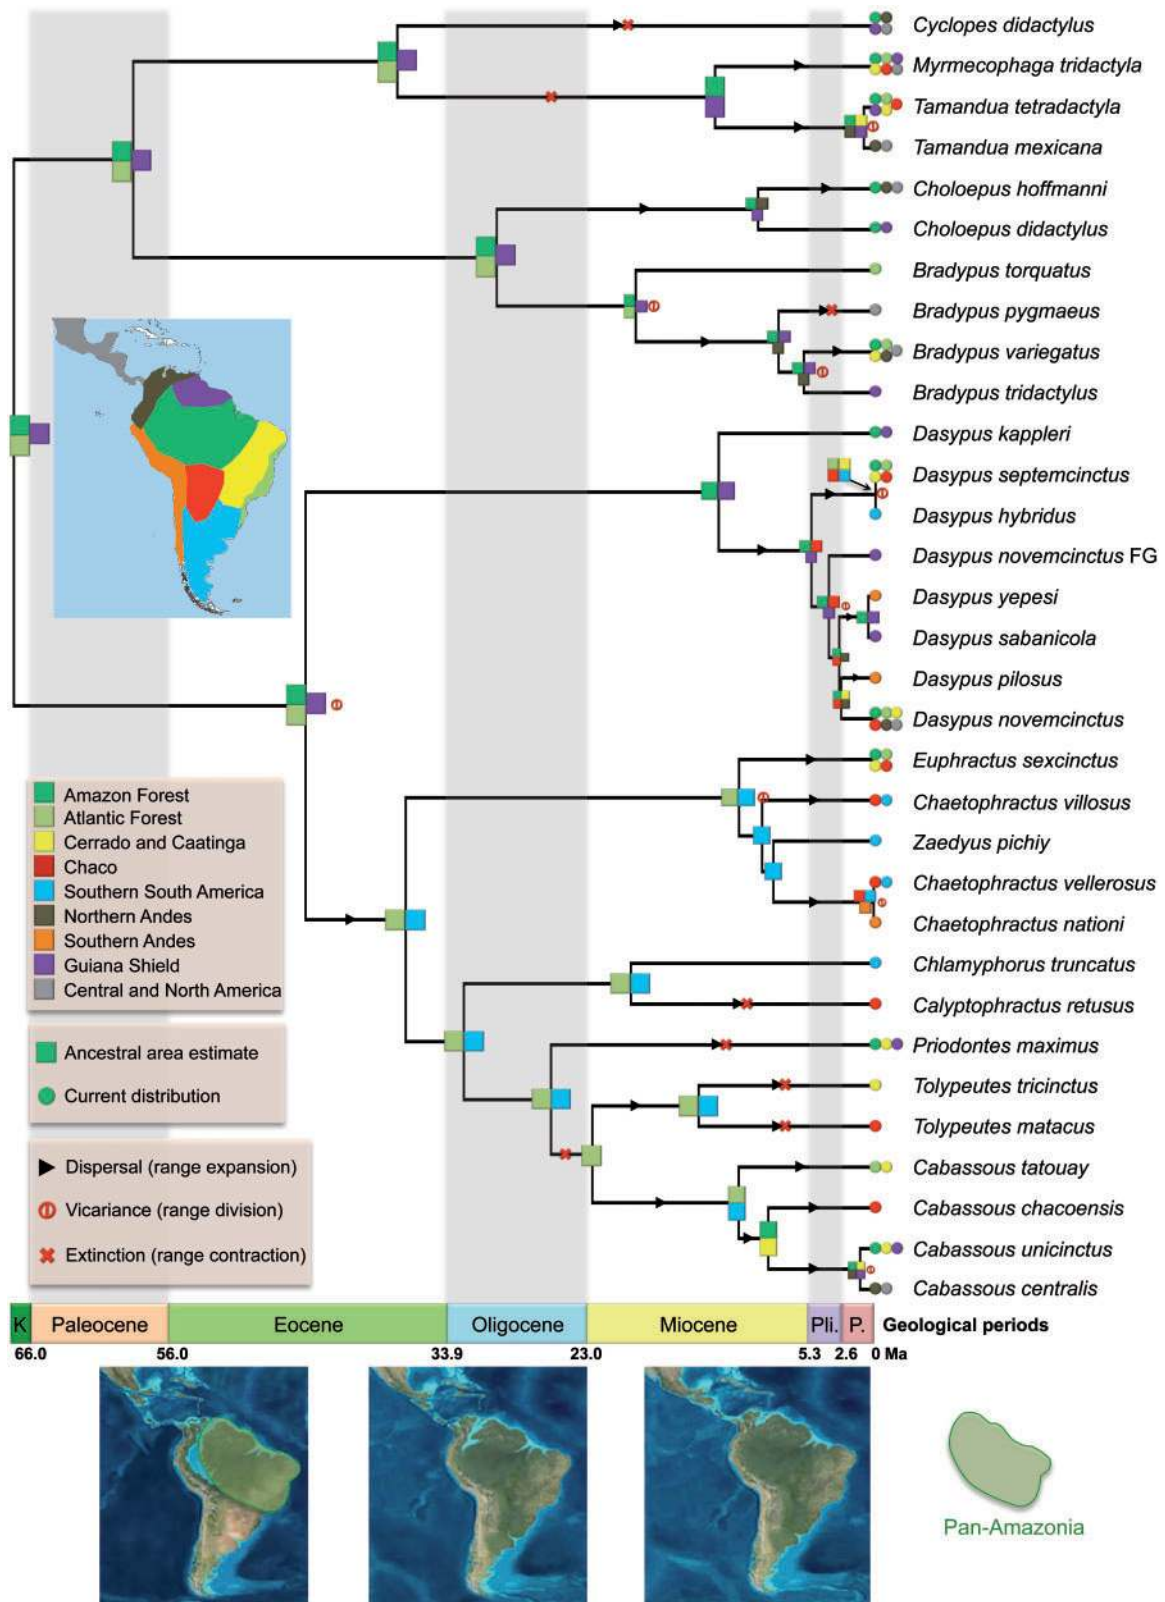 Cyclopes didactylus
Myrmecophaga tridactyla
Tamandua tetradactyla
Tamandua mexicana
Choloepus hoffmanni
Choloepus didactylus
Bradypus torquatus
Bradypus pygmaeus
Bradypus variegatus
Bradypus tridactylus
Dasypus kappleri
Dasypus septemcinctus
Dasypus hybridus
Dasypus novemcinctus FG
Dasypus yepesi
Dasypus sabanicola
Dasypus pilosus
Dasypus novemcinctus
Euphractus sexcinctus
Chaetophractus villosus
Zaedyus pichiy
Chaetophractus vellerosus
Chaetophractus nationi
Chlamyphorus truncatus
Calyptophractus retusus
Priodontes maximus
Tolypeutes tricinctus
Tolypeutes matacus
Cabassous tatouay
Cabassous chacoensis
Cabassous unicinctus
Cabassous centralis
Amazon Forest
Atlantic Forest
Cerrado and Caatinga
Chaco
Southern South America
Northern Andes
Southern Andes
Guiana Shield
Central and North America
Ancestral area estimate
Current distribution
Dispersal (range expansion)
Vicariance (range division)
Extinction (range contraction)
K Paleocene Eocene Oligocene Miocene Pli. P. Geological periods
66.0 56.0 33.9 23.0 5.3 2.6 0 Ma
Pan-Amazonia